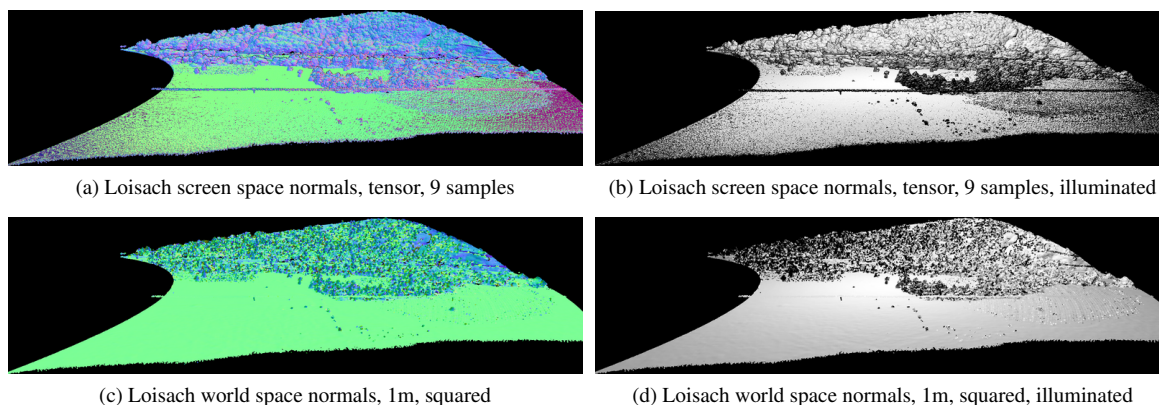 (a) Loisach screen space normals, tensor, 9 samples
(b) Loisach screen space normals, tensor, 9 samples, illuminated
(c) Loisach world space normals, 1m, squared
(d) Loisach world space normals, 1m, squared, illuminated